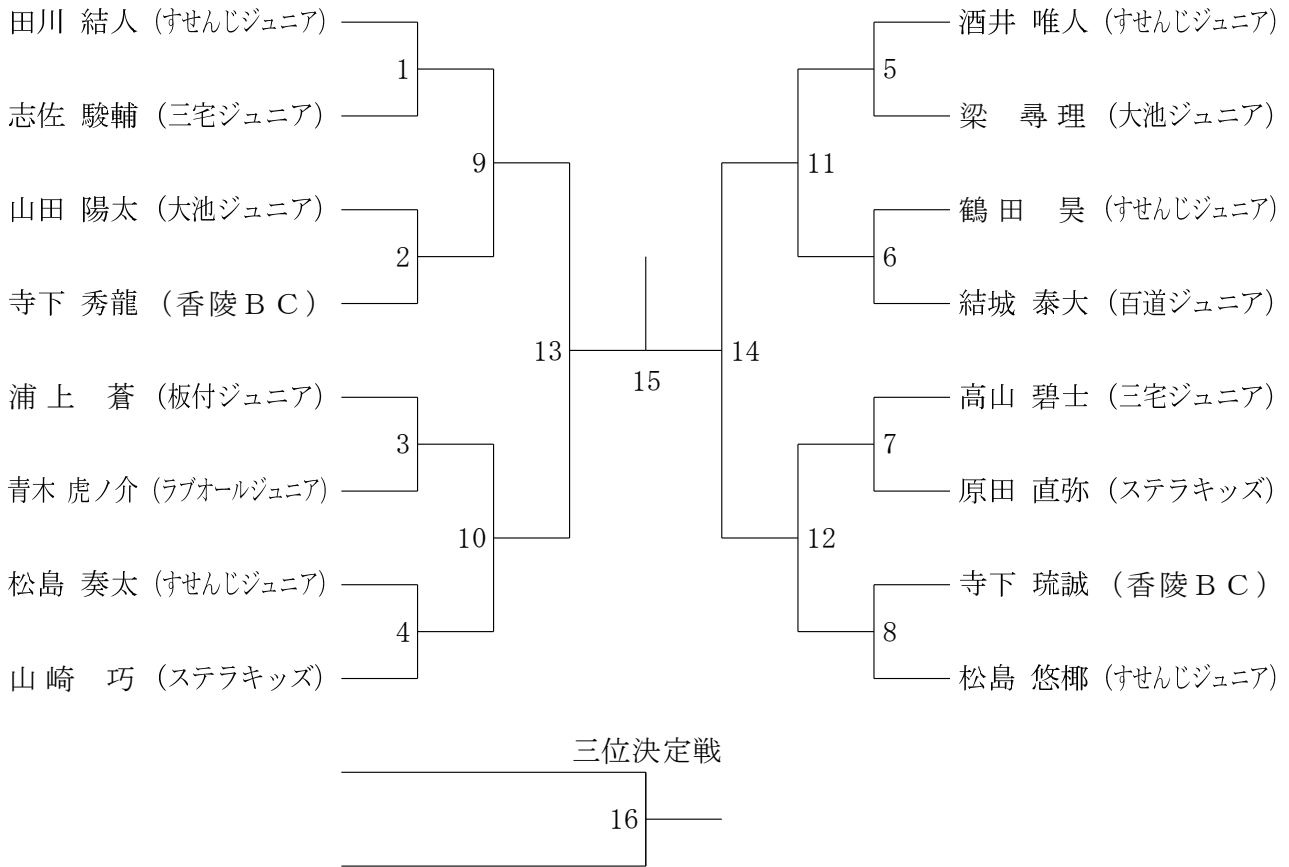 田川 結人 (すせんじジュニア)
1
志佐 駿輔 (三宅ジュニア)
9
山田 陽太 (大池ジュニア)
2
寺下 秀龍 (香陵BC)
13
浦上 蒼 (板付ジュニア)
3
青木 虎ノ介 (ラブオールジュニア)
10
松島 奏太 (すせんじジュニア)
4
山崎 巧 (ステラキッズ)
15
酒井 唯人 (すせんじジュニア)
5
梁 尋理 (大池ジュニア)
11
鶴田 昊 (すせんじジュニア)
6
結城 泰大 (百道ジュニア)
14
高山 碧士 (三宅ジュニア)
7
原田 直弥 (ステラキッズ)
12
寺下 琉誠 (香陵BC)
8
松島 悠椰 (すせんじジュニア)
三位決定戦
16